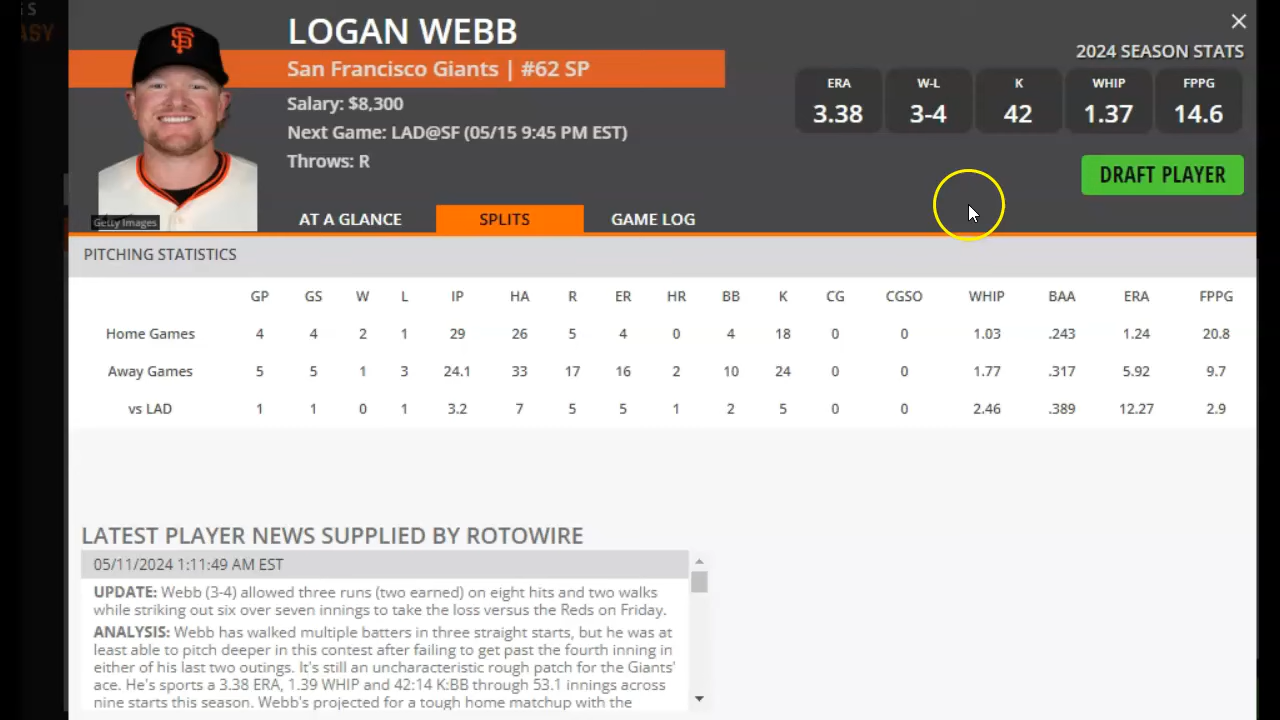 S
ASY
LOGAN WEBB
San Francisco Giants | #62 SP
Salary: $8,300
Next Game: LAD@SF (05/15 9:45 PM EST)
Throws: R
Getty Images
2024 SEASON STATS
ERA W-L K WHIP FPPG
3.38 3-4 42 1.37 14.6
DRAFT PLAYER
AT A GLANCE SPLITS GAME LOG
PITCHING STATISTICS
GP GS W L IP HA R ER HR BB K CG CGSO WHIP BAA ERA FPPG
Home Games 4 4 2 1 29 26 5 4 0 4 18 0 0 1.03 .243 1.24 20.8
Away Games 5 5 1 3 24.1 33 17 16 2 10 24 0 0 1.77 .317 5.92 9.7
vs LAD 1 1 0 1 3.2 7 5 5 1 2 5 0 0 2.46 .389 12.27 2.9
LATEST PLAYER NEWS SUPPLIED BY ROTOWIRE
05/11/2024 1:11:49 AM EST
UPDATE: Webb (3-4) allowed three runs (two earned) on eight hits and two walks
while striking out six over seven innings to take the loss versus the Reds on Friday.
ANALYSIS: Webb has walked multiple batters in three straight starts, but he was at
least able to pitch deeper in this contest after failing to get past the fourth inning in
either of his last two outings. It's still an uncharacteristic rough patch for the Giants'
ace. He's sports a 3.38 ERA, 1.39 WHIP and 42:14 K:BB through 53.1 innings across
nine starts this season. Webb's projected for a tough home matchup with the